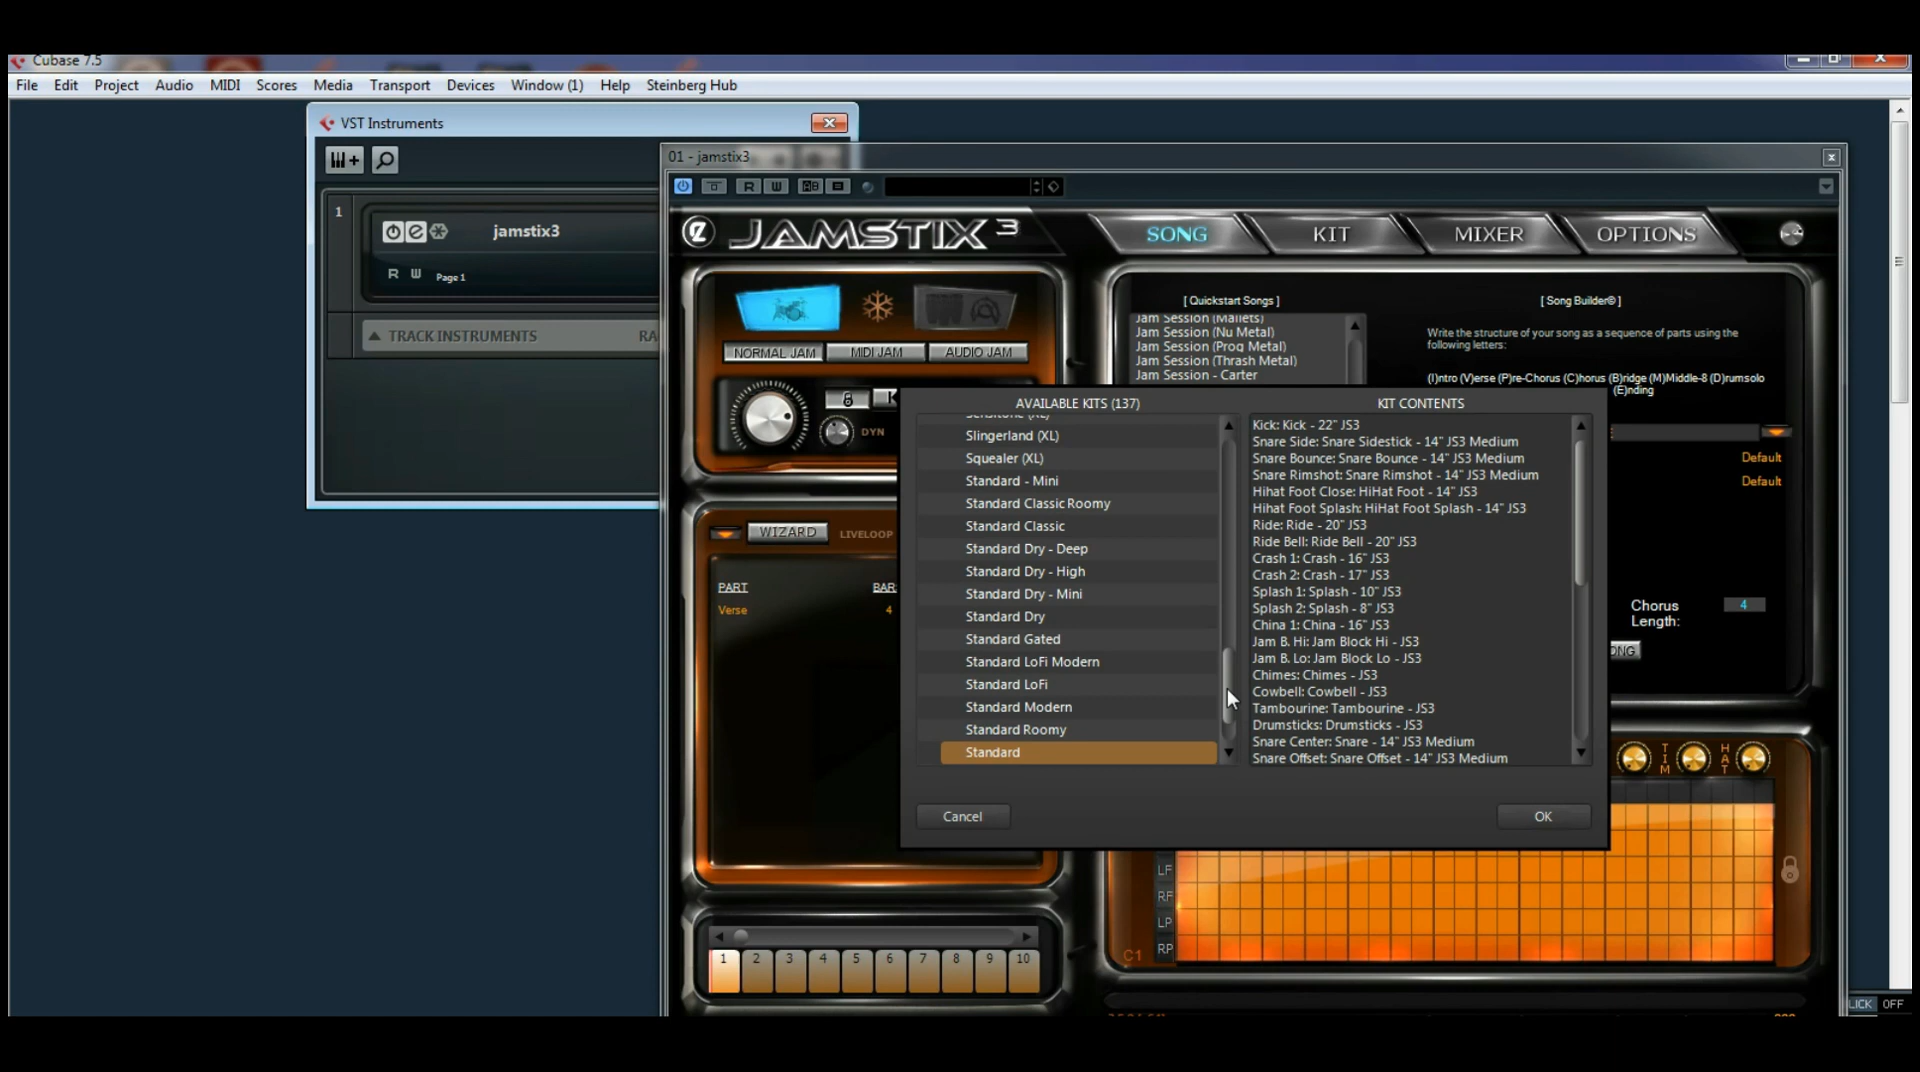 Cubase 7.5
File Edit Project Audio MIDI Scores Media Transport Devices Window (1) Help Steinberg Hub
VST Instruments
01 - jamstix3
R W
1
jamstix3
R W Page 1
TRACK INSTRUMENTS RA
JAMSTIX 3
SONG KIT MIXER OPTIONS
NORMAL JAM MIDI JAM AUDIO JAM
DYN
[ Quickstart Songs ]
Jam Session (Mallets)
Jam Session (Nu Metal)
Jam Session (Prog Metal)
Jam Session (Thrash Metal)
Jam Session - Carter
[ Song Builder© ]
Write the structure of your song as a sequence of parts using the
following letters:
(I)ntro (V)erse (P)re-Chorus (C)horus (B)ridge (M)Middle-8 (D)rumsolo
(E)nding
Default
Default
Chorus
Length:
4
ONG
WIZARD LIVELOOP
PART BAR
Verse 4
AVAILABLE KITS (137)
Slingerland (XL)
Squealer (XL)
Standard - Mini
Standard Classic Roomy
Standard Classic
Standard Dry - Deep
Standard Dry - High
Standard Dry - Mini
Standard Dry
Standard Gated
Standard LoFi Modern
Standard LoFi
Standard Modern
Standard Roomy
Standard
KIT CONTENTS
Kick: Kick - 22" JS3
Snare Side: Snare Sidestick - 14" JS3 Medium
Snare Bounce: Snare Bounce - 14" JS3 Medium
Snare Rimshot: Snare Rimshot - 14" JS3 Medium
Hihat Foot Close: HiHat Foot - 14" JS3
Hihat Foot Splash: HiHat Foot Splash - 14" JS3
Ride: Ride - 20" JS3
Ride Bell: Ride Bell - 20" JS3
Crash 1: Crash - 16" JS3
Crash 2: Crash - 17" JS3
Splash 1: Splash - 10" JS3
Splash 2: Splash - 8" JS3
China 1: China - 16" JS3
Jam B. Hi: Jam Block Hi - JS3
Jam B. Lo: Jam Block Lo - JS3
Chimes: Chimes - JS3
Cowbell: Cowbell - JS3
Tambourine: Tambourine - JS3
Drumsticks: Drumsticks - JS3
Snare Center: Snare - 14" JS3 Medium
Snare Offset: Snare Offset - 14" JS3 Medium
Cancel OK
TIM HAT
LF
RF
LP
RP
C1
1 2 3 4 5 6 7 8 9 10
LICK OFF